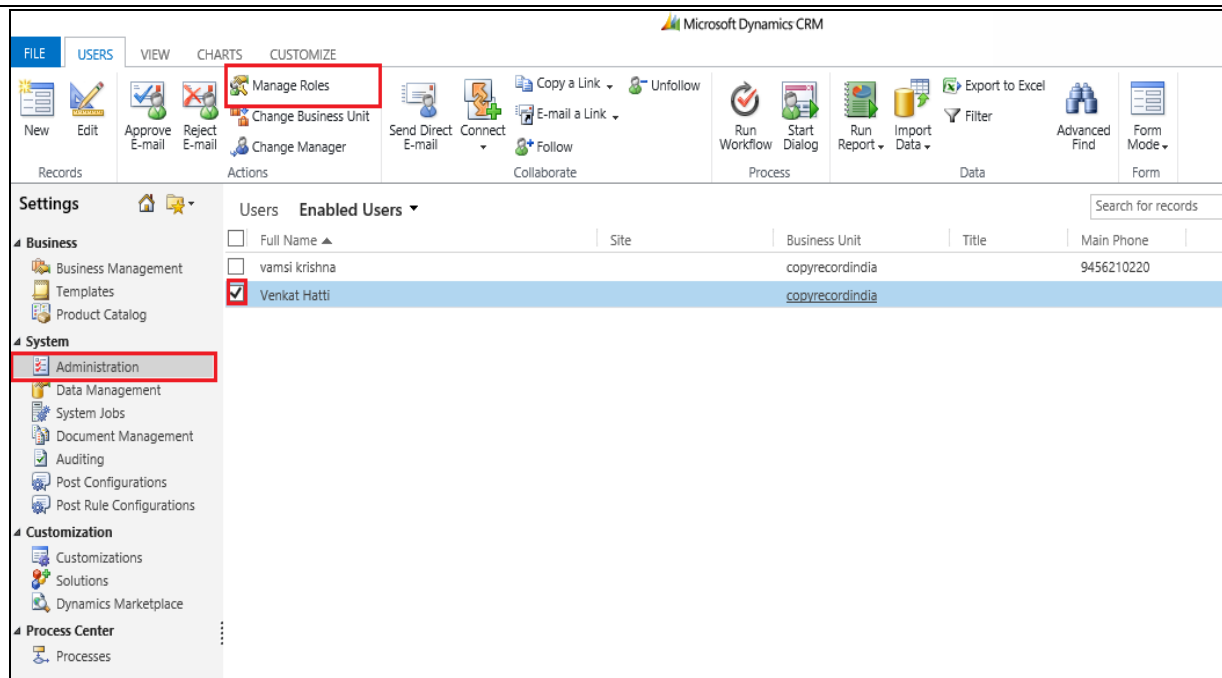 Microsoft Dynamics CRM
FILE USERS VIEW CHARTS CUSTOMIZE
New
Edit
Approve E-mail
Reject E-mail
Manage Roles
Change Business Unit
Change Manager
Send Direct E-mail
Connect
Copy a Link
E-mail a Link
Follow
Unfollow
Run Workflow
Start Dialog
Run Report
Import Data
Export to Excel
Filter
Advanced Find
Form Mode
Records Actions Collaborate Process Data Form
Settings
Business
Business Management
Templates
Product Catalog
System
Administration
Data Management
System Jobs
Document Management
Auditing
Post Configurations
Post Rule Configurations
Customization
Customizations
Solutions
Dynamics Marketplace
Process Center
Processes
Users Enabled Users
Search for records
Full Name Site Business Unit Title Main Phone
vamsi krishna copyrecordindia 9456210220
Venkat Hatti copyrecordindia